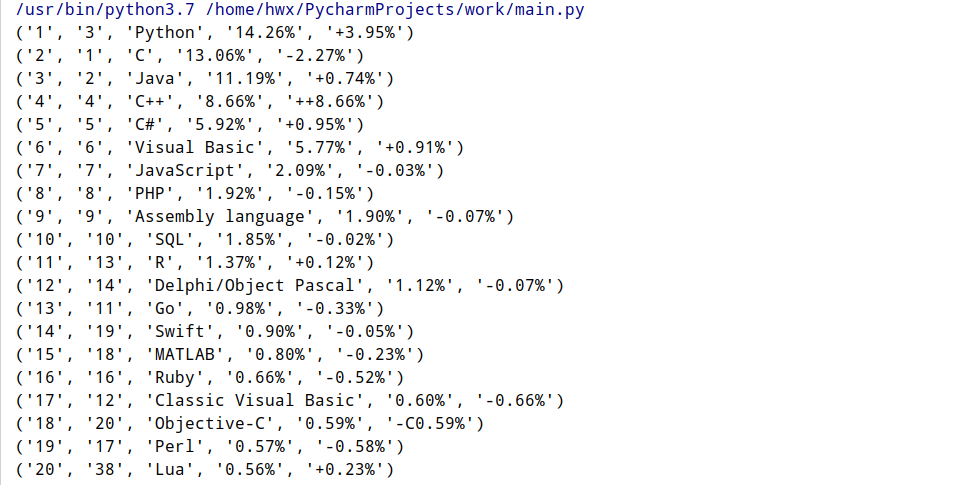 /usr/bin/python3.7 /home/hwx/PycharmProjects/work/main.py
('1', '3', 'Python', '14.26%', '+3.95%')
('2', '1', 'C', '13.06%', '-2.27%')
('3', '2', 'Java', '11.19%', '+0.74%')
('4', '4', 'C++', '8.66%', '++8.66%')
('5', '5', 'C#', '5.92%', '+0.95%')
('6', '6', 'Visual Basic', '5.77%', '+0.91%')
('7', '7', 'JavaScript', '2.09%', '-0.03%')
('8', '8', 'PHP', '1.92%', '-0.15%')
('9', '9', 'Assembly language', '1.90%', '-0.07%')
('10', '10', 'SQL', '1.85%', '-0.02%')
('11', '13', 'R', '1.37%', '+0.12%')
('12', '14', 'Delphi/Object Pascal', '1.12%', '-0.07%')
('13', '11', 'Go', '0.98%', '-0.33%')
('14', '19', 'Swift', '0.90%', '-0.05%')
('15', '18', 'MATLAB', '0.80%', '-0.23%')
('16', '16', 'Ruby', '0.66%', '-0.52%')
('17', '12', 'Classic Visual Basic', '0.60%', '-0.66%')
('18', '20', 'Objective-C', '0.59%', '-C0.59%')
('19', '17', 'Perl', '0.57%', '-0.58%')
('20', '38', 'Lua', '0.56%', '+0.23%')